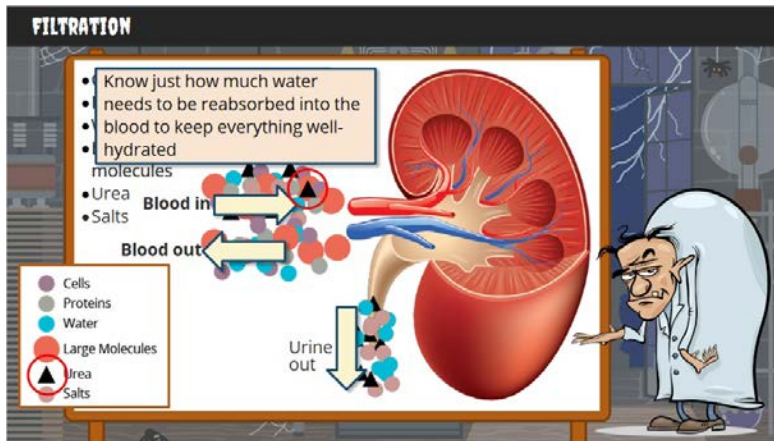 FILTRATION
Know just how much water
needs to be reabsorbed into the
blood to keep everything well-
hydrated
molecules
•Urea
•Salts
Blood in
Blood out
Cells
Proteins
Water
Large Molecules
Urea
Salts
Urine
out